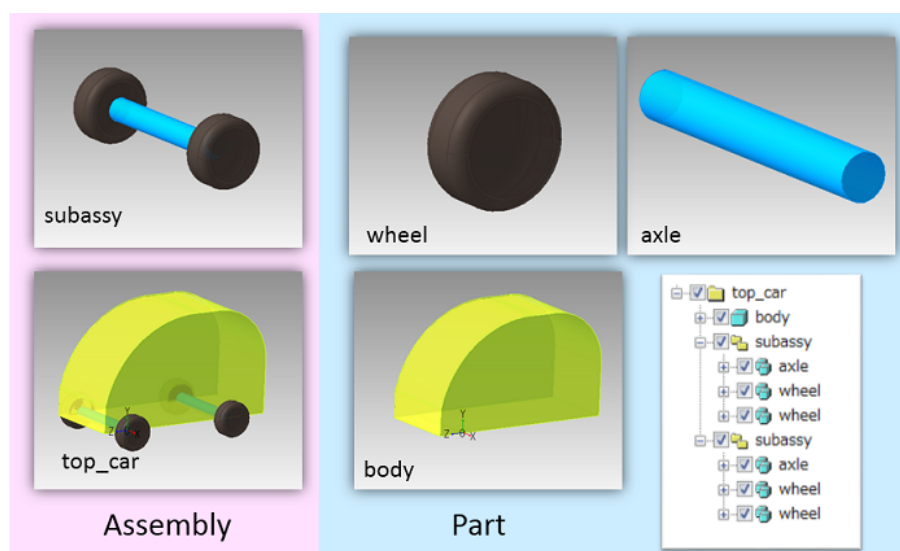 subassy
wheel
axle
top_car
body
top_car
body
subassy
axle
wheel
wheel
subassy
axle
wheel
wheel
Y
Z
X
Y
Z
Assembly
Part